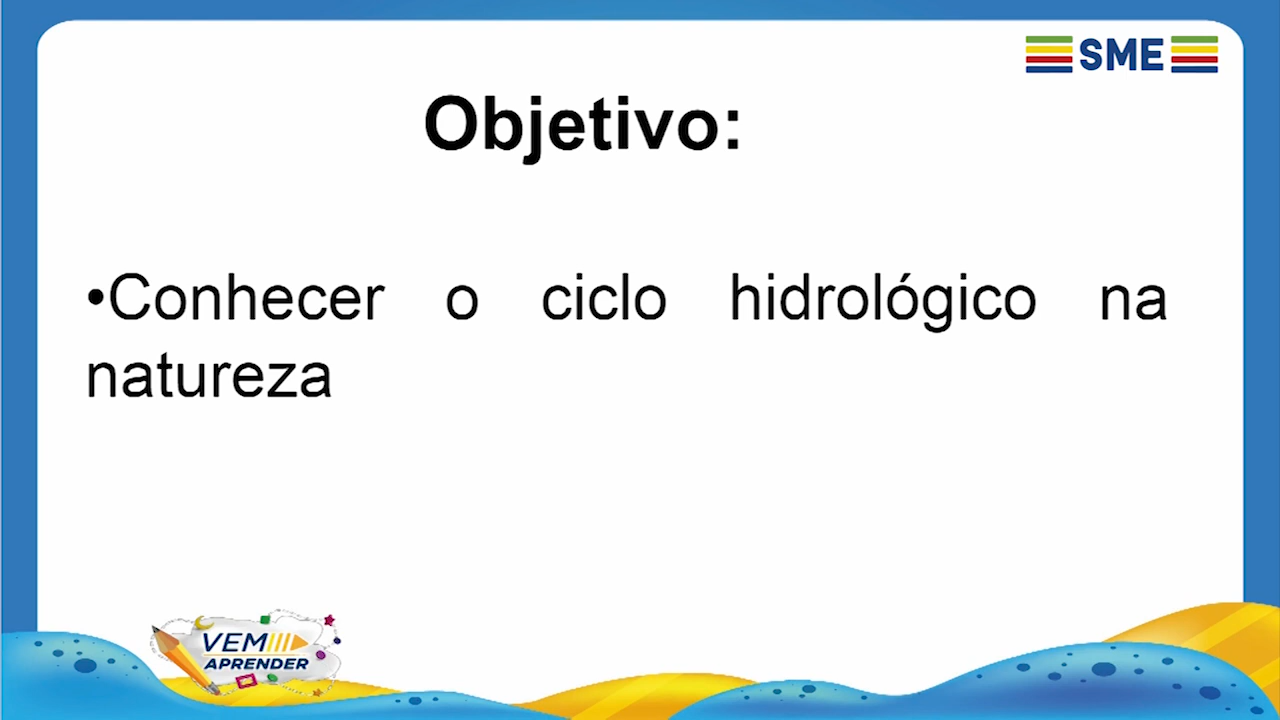 SME
Objetivo:
•Conhecer o ciclo hidrológico na
natureza
VEM
APRENDER